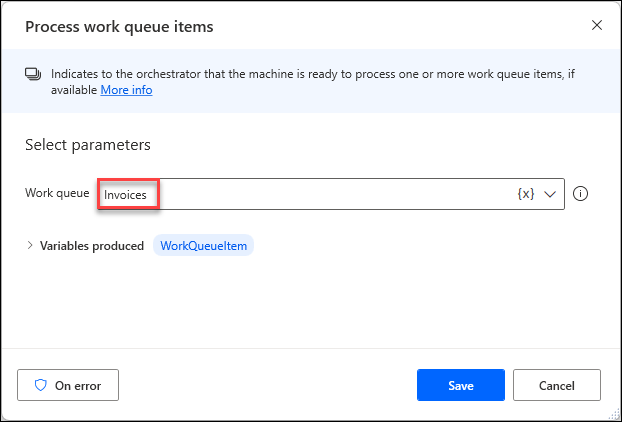 Process work queue items
Indicates to the orchestrator that the machine is ready to process one or more work queue items, if
available More info
Select parameters
Work queue Invoices {x}
Variables produced WorkQueueItem
On error Save Cancel